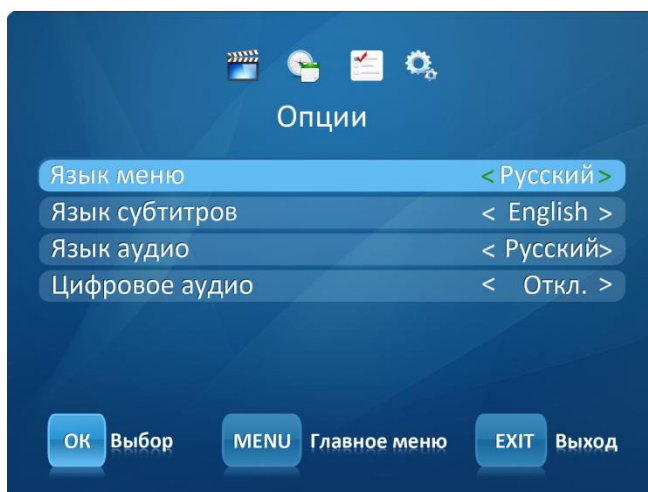 Опции
Язык меню < Русский >
Язык субтитров < English >
Язык аудио < Русский>
Цифровое аудио < Откл. >
OK Выбор MENU Главное меню EXIT Выход